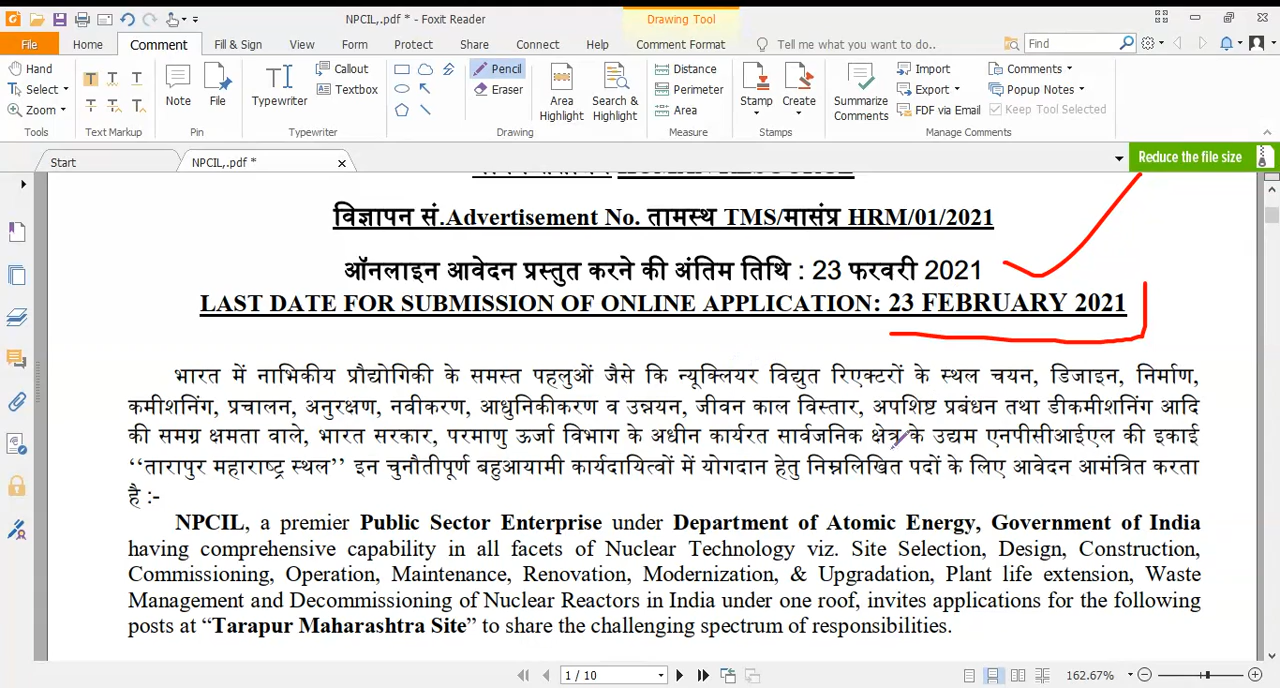 NPCIL,.pdf * - Foxit Reader
Drawing Tool
File Home Comment Fill & Sign View Form Protect Share Connect Help Comment Format Tell me what you want to do.. Find
Hand
Select
Zoom
Tools
Text Markup
Note
File
Pin
Typewriter
Callout
Textbox
Typewriter
Pencil
Eraser
Area Highlight
Search & Highlight
Drawing
Distance
Perimeter
Area
Measure
Stamp
Create
Stamps
Summarize Comments
Import
Export
FDF via Email
Comments
Popup Notes
Keep Tool Selected
Manage Comments
Start
NPCIL,.pdf *
Reduce the file size
HUMAN RESOURCE
विज्ञापन सं.Advertisement No. तामस्थ TMS/मासंप्र HRM/01/2021
ऑनलाइन आवेदन प्रस्तुत करने की अंतिम तिथि : 23 फरवरी 2021
LAST DATE FOR SUBMISSION OF ONLINE APPLICATION: 23 FEBRUARY 2021
भारत में नाभिकीय प्रौद्योगिकी के समस्त पहलुओं जैसे कि न्यूक्लियर विद्युत रिएक्टरों के स्थल चयन, डिजाइन, निर्माण,
कमीशनिंग, प्रचालन, अनुरक्षण, नवीकरण, आधुनिकीकरण व उन्नयन, जीवन काल विस्तार, अपशिष्ट प्रबंधन तथा डीकमीशनिंग आदि
की समग्र क्षमता वाले, भारत सरकार, परमाणु ऊर्जा विभाग के अधीन कार्यरत सार्वजनिक क्षेत्र के उद्यम एनपीसीआईएल की इकाई
‘‘तारापुर महाराष्ट्र स्थल’’ इन चुनौतीपूर्ण बहुआयामी कार्यदायित्वों में योगदान हेतु निम्नलिखित पदों के लिए आवेदन आमंत्रित करता
है :-
NPCIL, a premier Public Sector Enterprise under Department of Atomic Energy, Government of India
having comprehensive capability in all facets of Nuclear Technology viz. Site Selection, Design, Construction,
Commissioning, Operation, Maintenance, Renovation, Modernization, & Upgradation, Plant life extension, Waste
Management and Decommissioning of Nuclear Reactors in India under one roof, invites applications for the following
posts at “Tarapur Maharashtra Site” to share the challenging spectrum of responsibilities.
1 / 10
162.67%